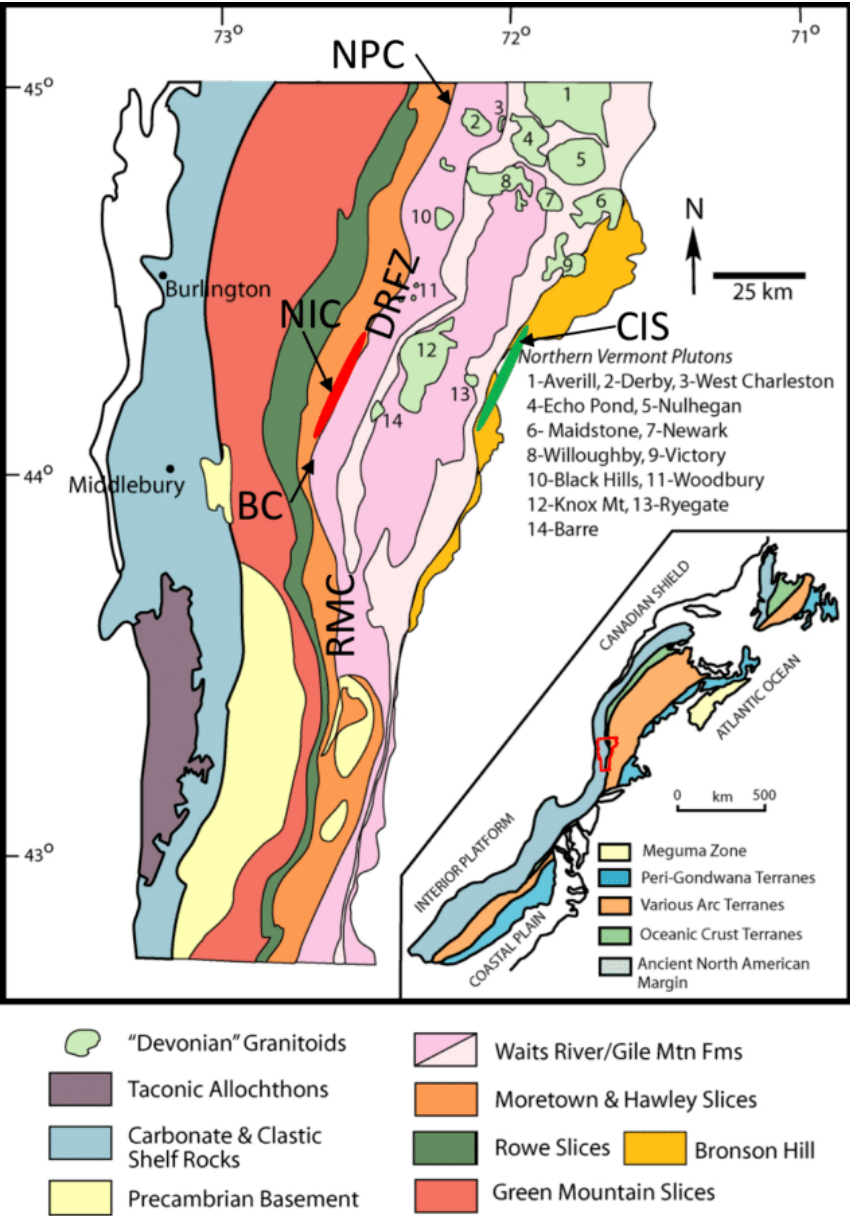 73°
72°
71°
NPC
45°
1
3
2
4
5
8
7
6
10
N
9
Burlington
DRFZ
11
25 km
NIC
CIS
12
Northern Vermont Plutons
13
1-Averill, 2-Derby, 3-West Charleston
14
4-Echo Pond, 5-Nulhegan
6- Maidstone, 7-Newark
44°
8-Willoughby, 9-Victory
Middlebury
10-Black Hills, 11-Woodbury
BC
12-Knox Mt, 13-Ryegate
14-Barre
RMC
CANADIAN SHIELD
ATLANTIC OCEAN
0 km 500
43°
INTERIOR PLATFORM
COASTAL PLAIN
Meguma Zone
Peri-Gondwana Terranes
Various Arc Terranes
Oceanic Crust Terranes
Ancient North American
Margin
“Devonian” Granitoids
Taconic Allochthons
Carbonate & Clastic
Shelf Rocks
Precambrian Basement
Waits River/Gile Mtn Fms
Moretown & Hawley Slices
Rowe Slices
Bronson Hill
Green Mountain Slices